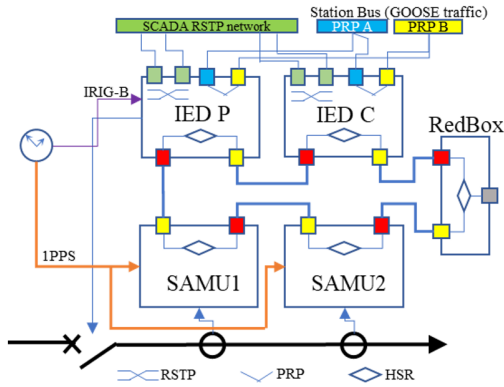 SCADA RSTP network
Station Bus (GOOSE traffic)
PRP A
PRP B
IRIG-B
IED P
IED C
RedBox
1PPS
SAMU1
SAMU2
RSTP
PRP
HSR